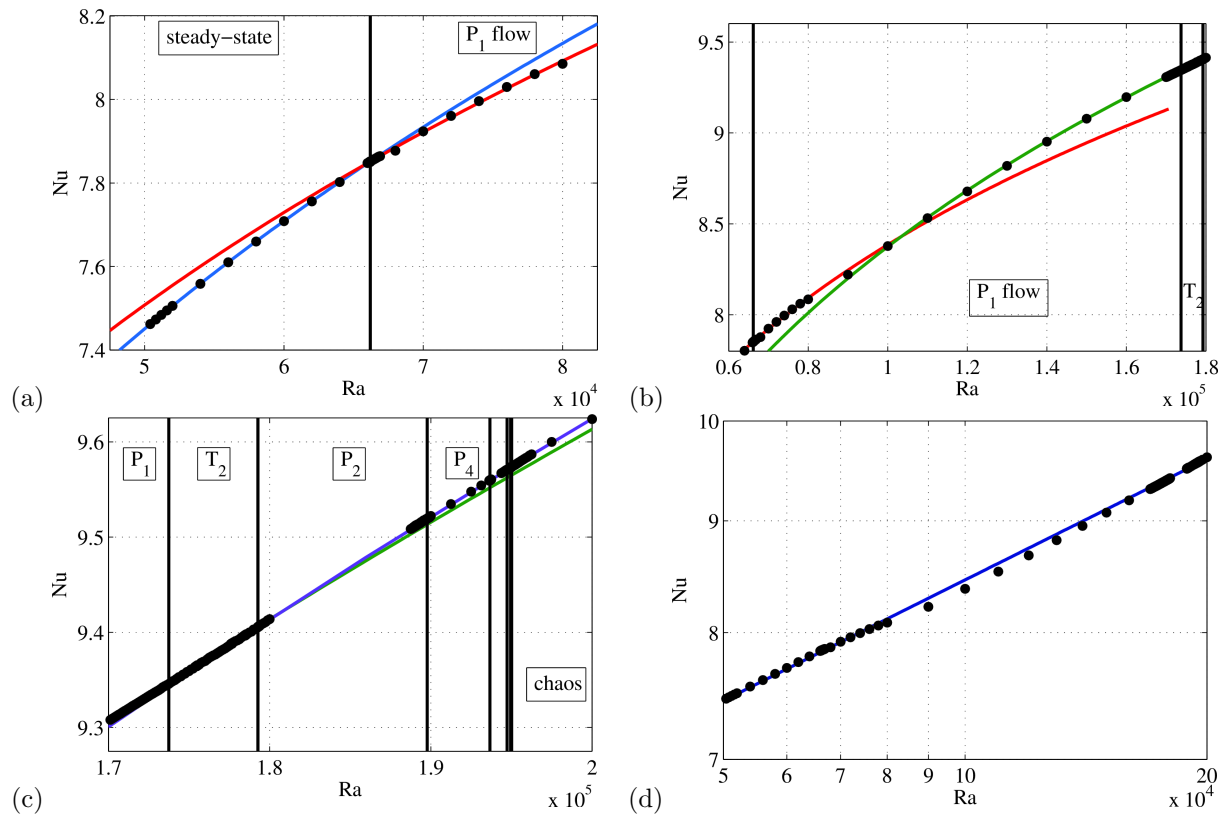 8.2
steady−state
P1 flow
8
Nu
7.8
7.6
7.4
5
6
7
8
Ra
x 10^4
(a)
9.5
9
Nu
8.5
8
P1 flow
T2
0.6
0.8
1
1.2
1.4
1.6
1.8
Ra
x 10^5
(b)
9.6
P1
T2
P2
P4
9.5
Nu
9.4
chaos
9.3
1.7
1.8
1.9
2
Ra
x 10^5
(c)
10
9
Nu
8
7
5
6
7
8
9
10
20
Ra
x 10^4
(d)